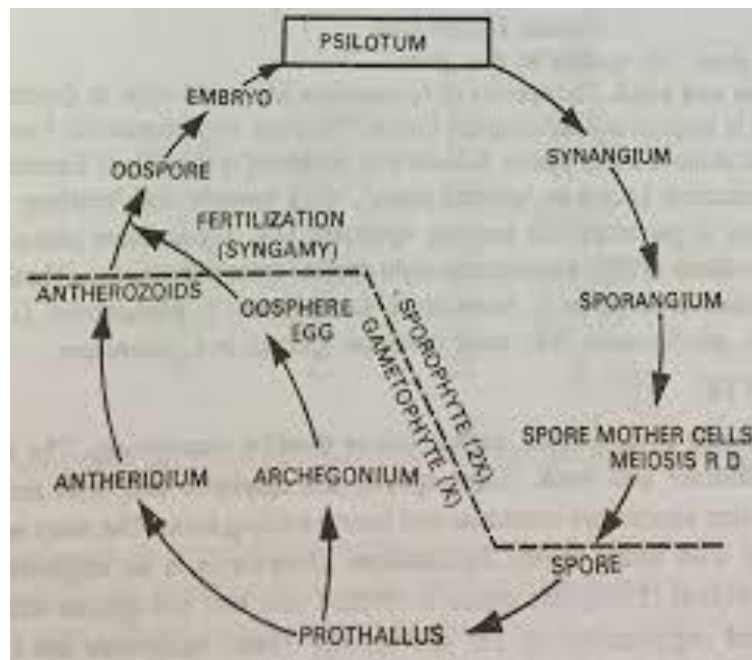 PSILOTUM
EMBRYO
SYNANGIUM
OOSPORE
FERTILIZATION
(SYNGAMY)
ANTHEROZOIDS
OOSPHERE
EGG
SPORANGIUM
SPOROPHYTE (2X)
GAMETOPHYTE (X)
SPORE MOTHER CELLS
MEIOSIS R D
ANTHERIDIUM
ARCHEGONIUM
SPORE
PROTHALLUS